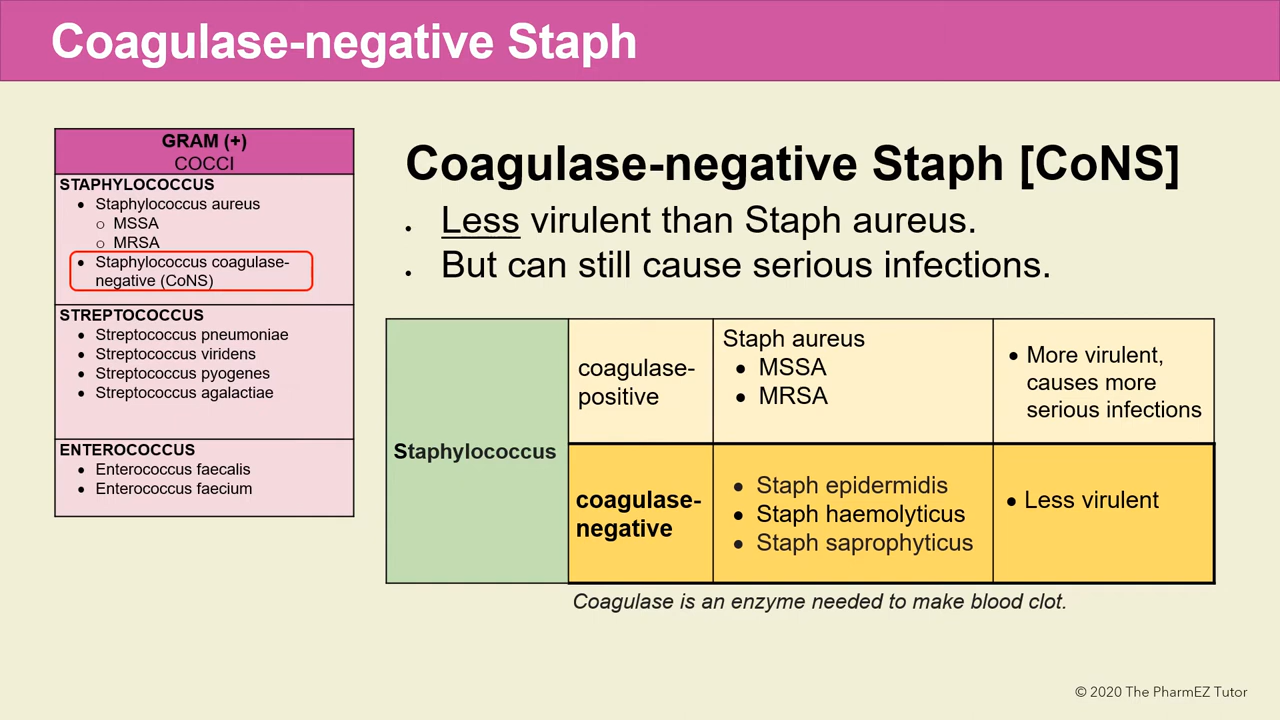 Coagulase-negative Staph
GRAM (+)
COCCI
STAPHYLOCOCCUS
● Staphylococcus aureus
○ MSSA
○ MRSA
● Staphylococcus coagulase-
negative (CoNS)
STREPTOCOCCUS
● Streptococcus pneumoniae
● Streptococcus viridens
● Streptococcus pyogenes
● Streptococcus agalactiae
ENTEROCOCCUS
● Enterococcus faecalis
● Enterococcus faecium
Coagulase-negative Staph [CoNS]
• Less virulent than Staph aureus.
• But can still cause serious infections.
Staphylococcus
coagulase-
positive
Staph aureus
● MSSA
● MRSA
● More virulent,
causes more
serious infections
coagulase-
negative
● Staph epidermidis
● Staph haemolyticus
● Staph saprophyticus
● Less virulent
Coagulase is an enzyme needed to make blood clot.
© 2020 The PharmEZ Tutor